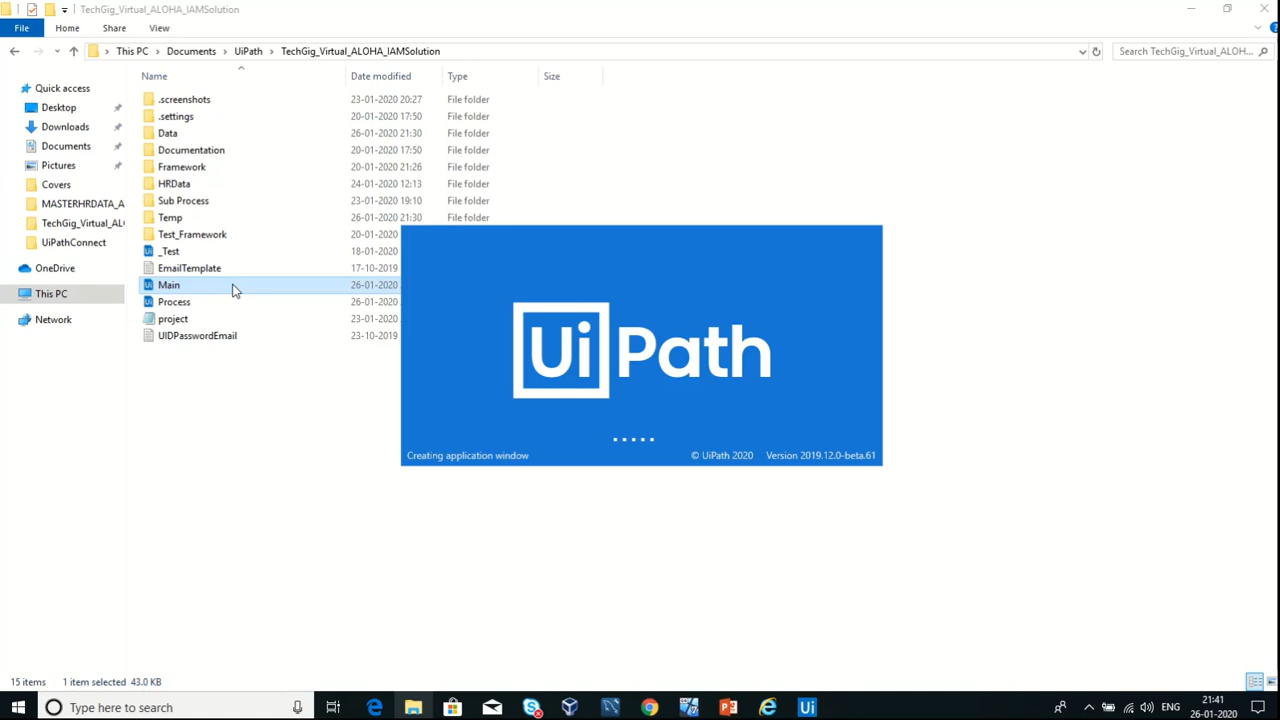 TechGig_Virtual_ALOHA_IAMSolution
File Home Share View
This PC Documents UiPath TechGig_Virtual_ALOHA_IAMSolution Search TechGig_Virtual_ALOH...
Name Date modified Type Size
Quick access
Desktop
Downloads
Documents
Pictures
Covers
MASTERHRDATA_A
TechGig_Virtual_AL
UiPathConnect
OneDrive
This PC
Network
.screenshots 23-01-2020 20:27 File folder
.settings 20-01-2020 17:50 File folder
Data 26-01-2020 21:30 File folder
Documentation 20-01-2020 17:50 File folder
Framework 20-01-2020 21:26 File folder
HRData 24-01-2020 12:13 File folder
Sub Process 23-01-2020 19:10 File folder
Temp 26-01-2020 21:30 File folder
Test_Framework 20-01-2020
_Test 18-01-2020
EmailTemplate 17-10-2019
Main 26-01-2020
Process 26-01-2020
project 23-01-2020
UIDPasswordEmail 23-10-2019
UiPath
Creating application window © UiPath 2020 Version 2019.12.0-beta.61
15 items 1 item selected 43.0 KB
Type here to search
ENG
21:41
26-01-2020